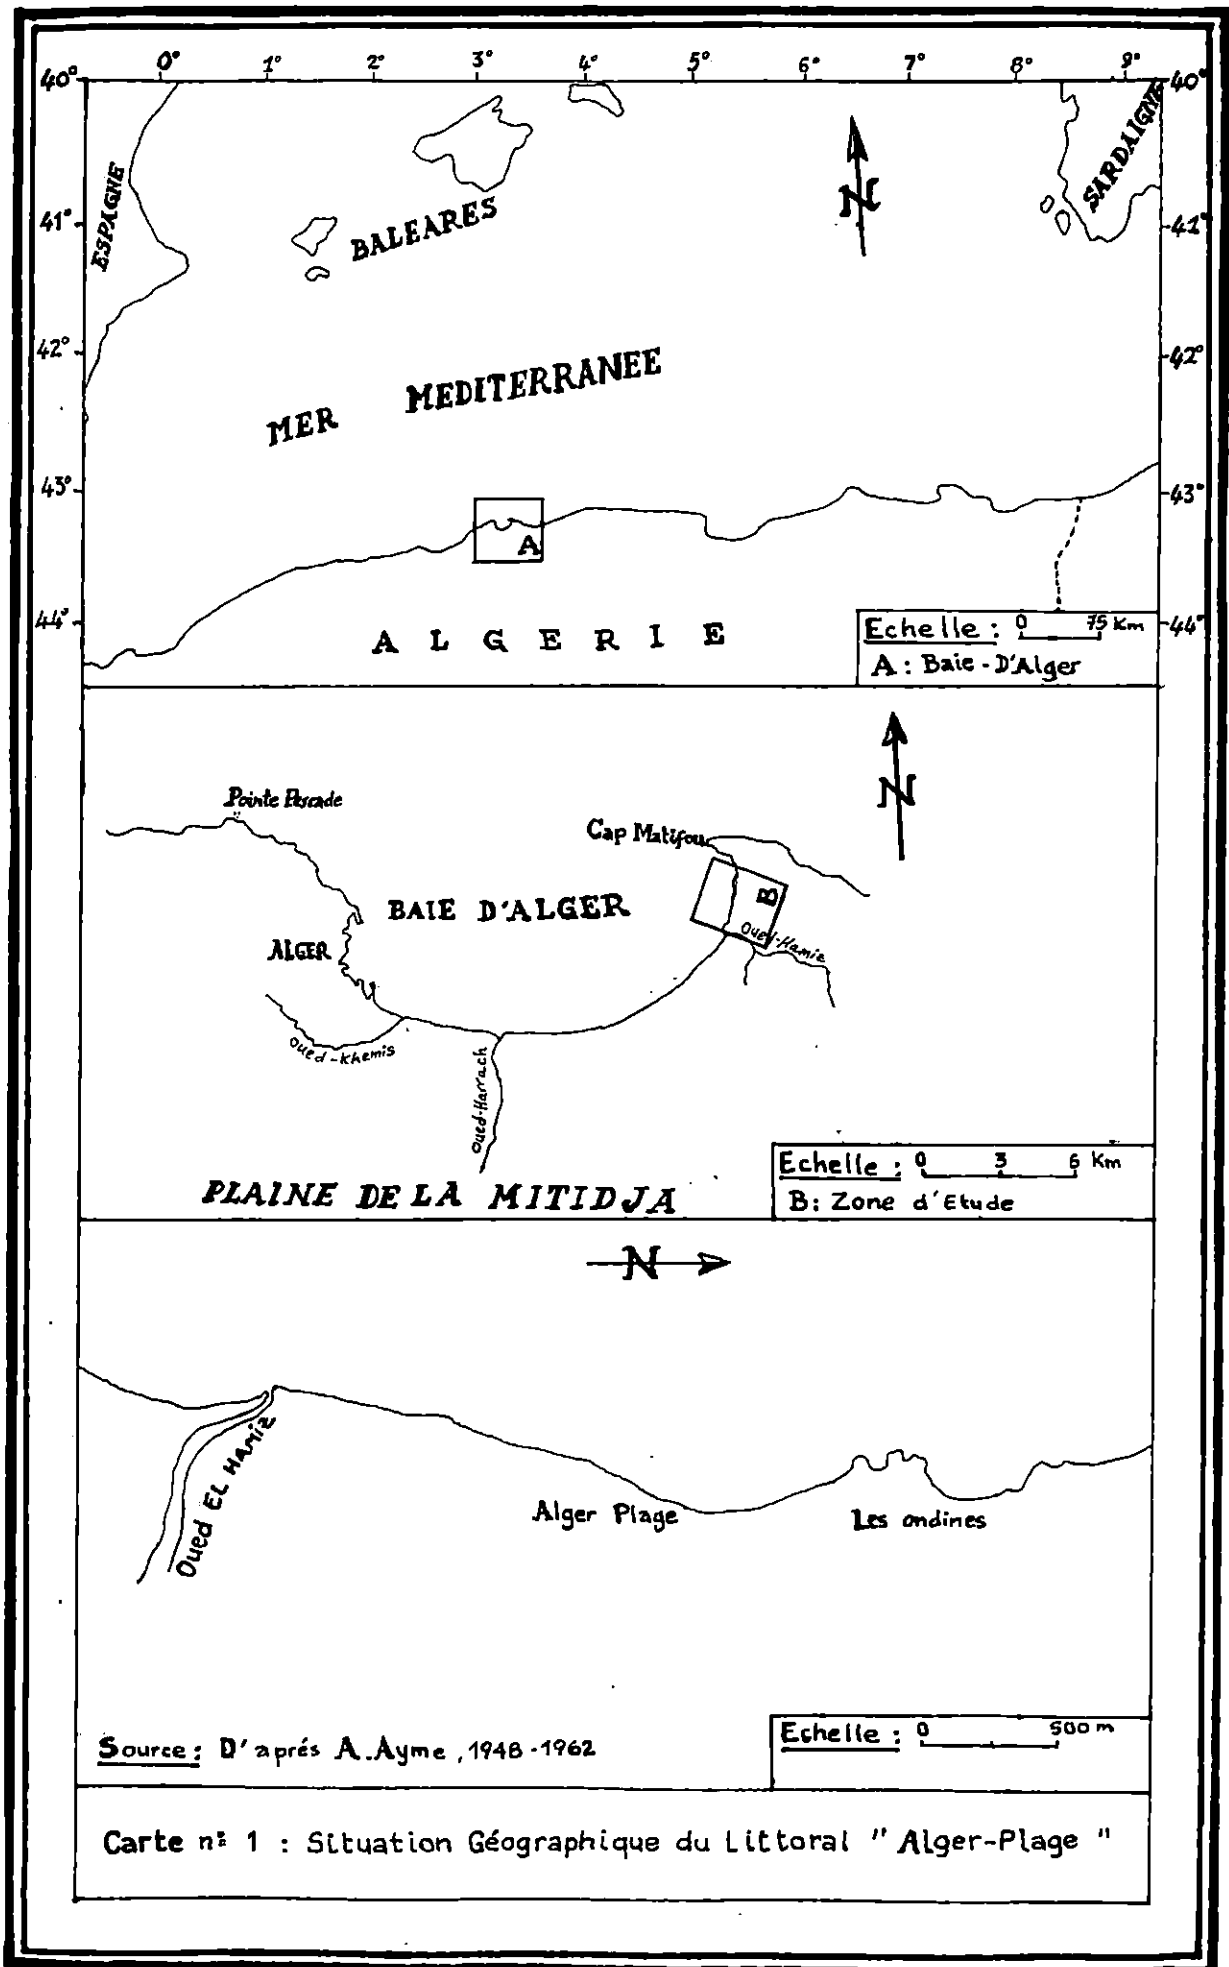 0° 1° 2° 3° 4° 5° 6° 7° 8° 9°
40° 40°
ESPAGNE
SARDAIGNE
N
41° 41°
BALEARES
42° 42°
MER MEDITERRANEE
43° 43°
A
44° 44°
ALGERIE
Echelle : 0 75 Km
A : Baie - D'Alger
N
Pointe Pescade
Cap Matifou
B
BAIE D'ALGER
Oued-Hamiz
ALGER
Oued-Khemis
Oued-Harrach
PLAINE DE LA MITIDJA
Echelle : 0 3 6 Km
B : Zone d'Etude
N
Oued EL HAMIZ
Alger Plage
Les ondines
Echelle : 0 500 m
Source : D'aprés A. Ayme, 1948-1962
Carte n° 1 : Situation Géographique du Littoral "Alger-Plage"